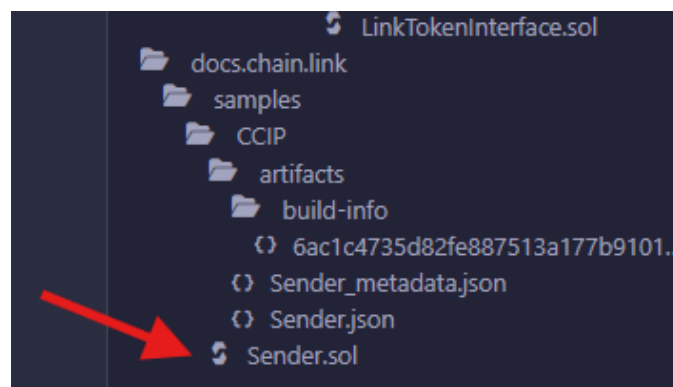 LinkTokenInterface.sol
docs.chain.link
samples
CCIP
artifacts
build-info
{} 6ac1c4735d82fe887513a177b9101..
{} Sender_metadata.json
{} Sender.json
Sender.sol